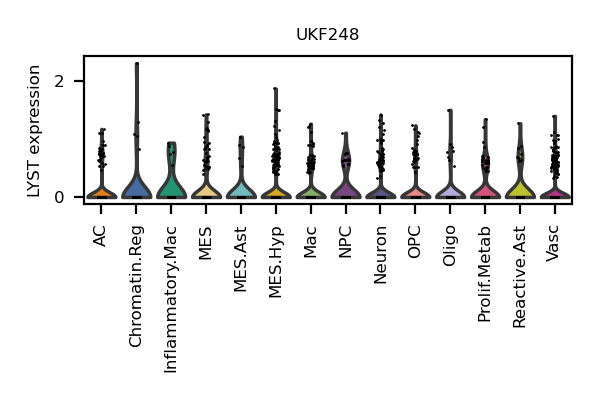 UKF248
LYST expression
2
0
AC
Chromatin.Reg
Inflammatory.Mac
MES
MES.Ast
MES.Hyp
Mac
NPC
Neuron
OPC
Oligo
Prolif.Metab
Reactive.Ast
Vasc